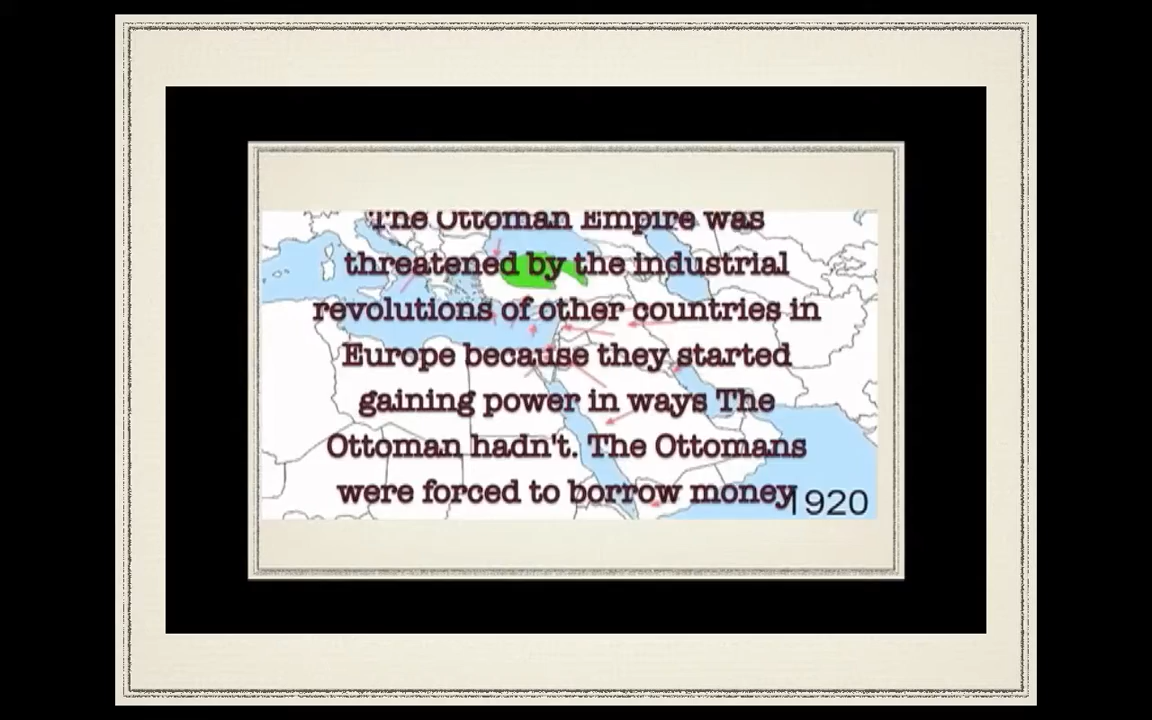 The Ottoman Empire was
threatened by the industrial
revolutions of other countries in
Europe because they started
gaining power in ways The
Ottoman hadn't. The Ottomans
were forced to borrow money
1920